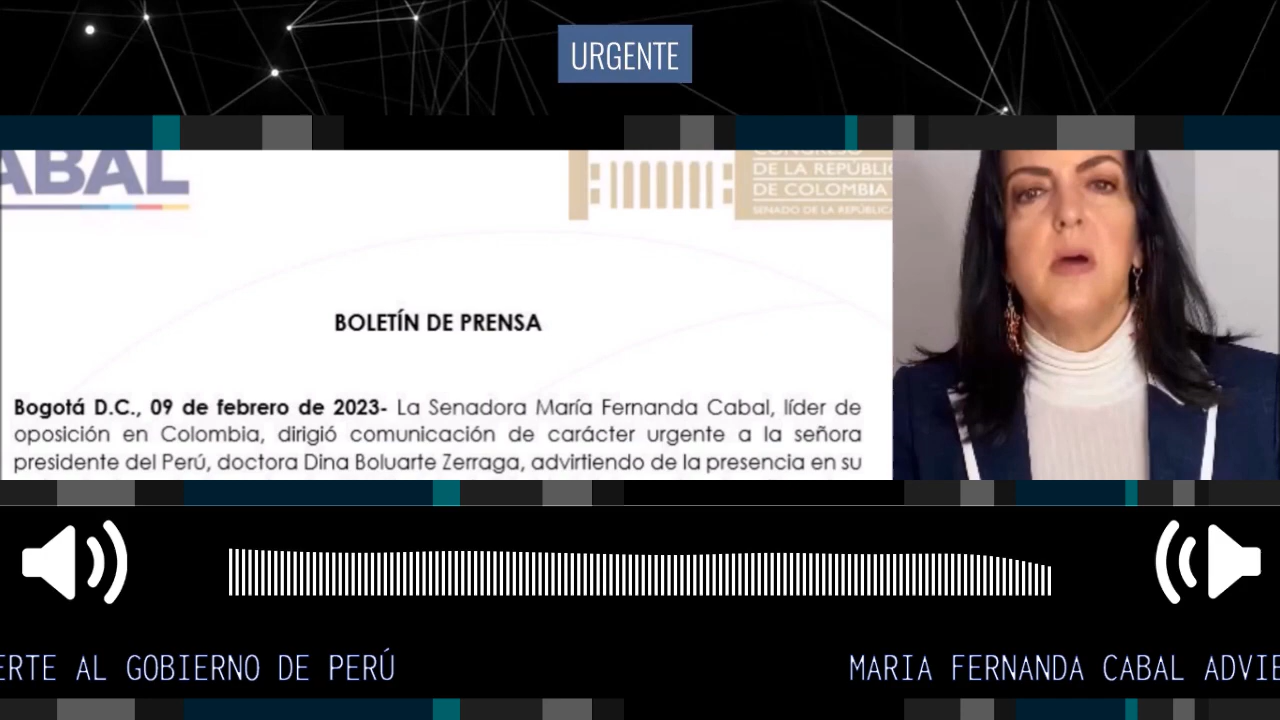 URGENTE
ABAL
CONGRESO
DE LA REPÚBLI
DE COLOMBIA
SENADO DE LA REPÚBLICA
BOLETÍN DE PRENSA
Bogotá D.C., 09 de febrero de 2023- La Senadora María Fernanda Cabal, líder de
oposición en Colombia, dirigió comunicación de carácter urgente a la señora
presidente del Perú, doctora Dina Boluarte Zerraga, advirtiendo de la presencia en su
ERTE AL GOBIERNO DE PERÚ MARIA FERNANDA CABAL ADVIE